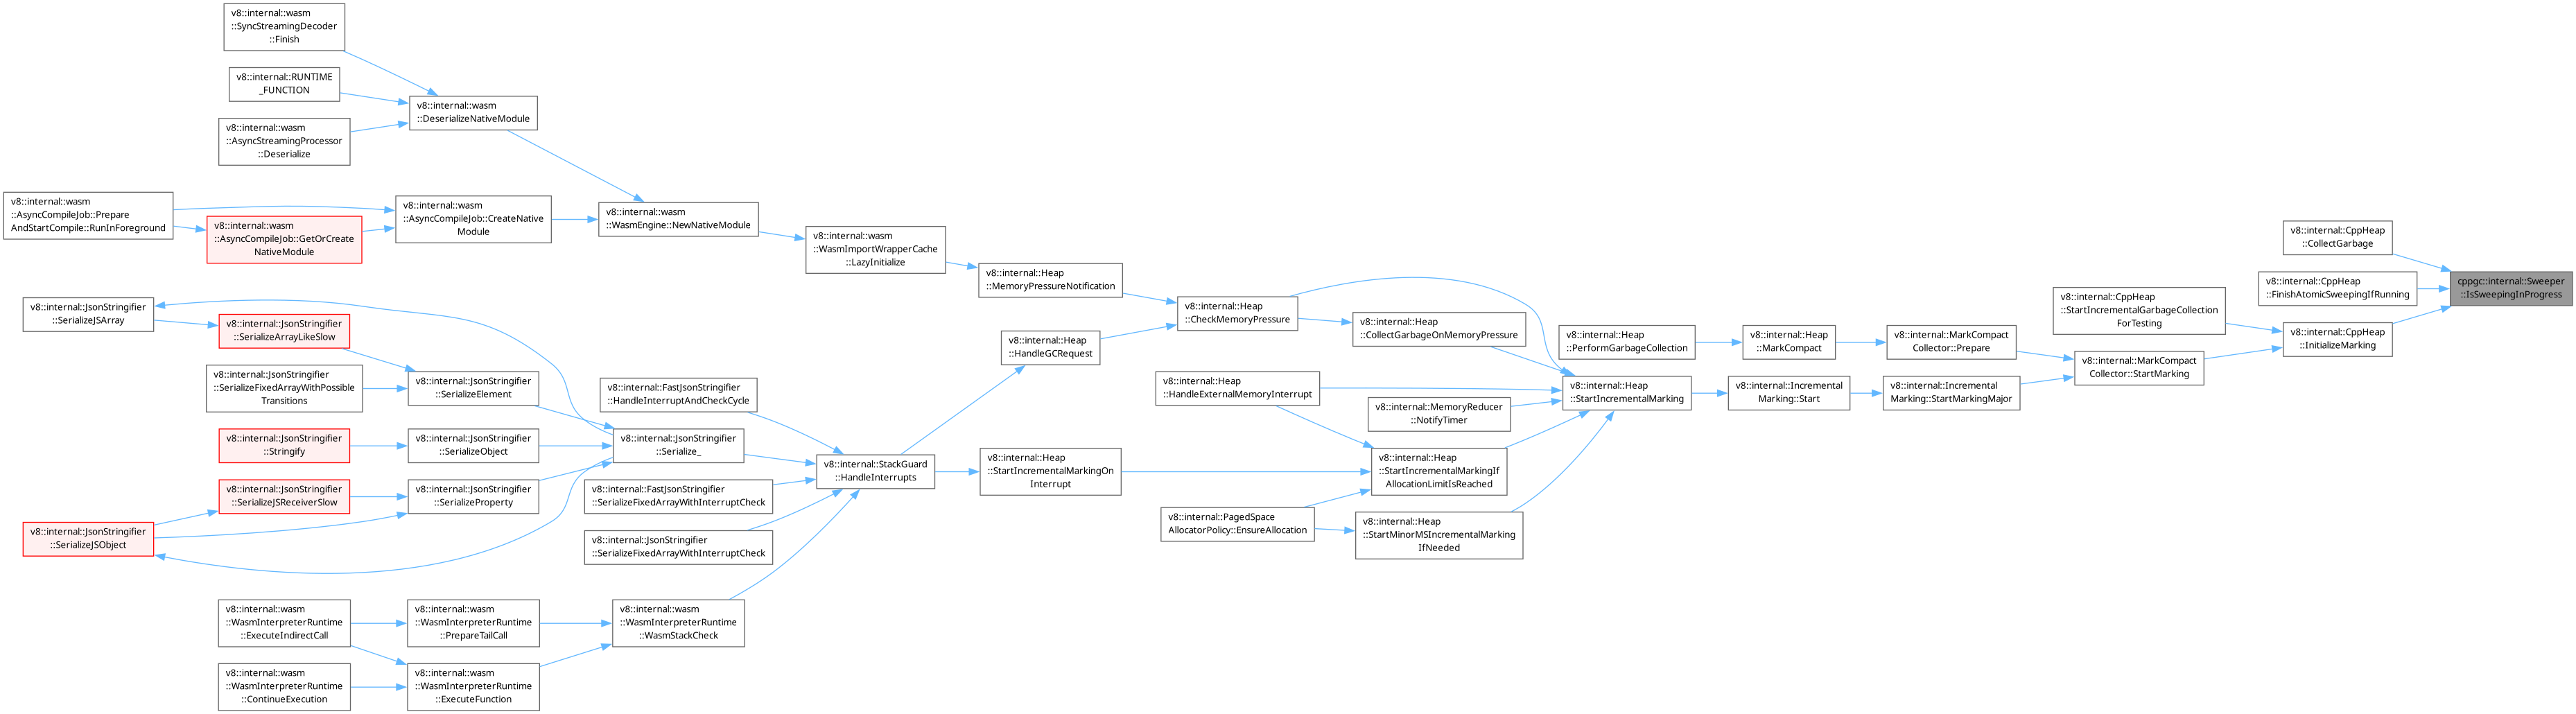 v8::internal::wasm
::SyncStreamingDecoder
::Finish
v8::internal::RUNTIME
_FUNCTION
v8::internal::wasm
::AsyncStreamingProcessor
::Deserialize
v8::internal::wasm
::DeserializeNativeModule
v8::internal::wasm
::AsyncCompileJob::Prepare
AndStartCompile::RunInForeground
v8::internal::wasm
::AsyncCompileJob::GetOrCreate
NativeModule
v8::internal::wasm
::AsyncCompileJob::CreateNative
Module
v8::internal::wasm
::WasmEngine::NewNativeModule
v8::internal::wasm
::WasmImportWrapperCache
::LazyInitialize
v8::internal::Heap
::MemoryPressureNotification
v8::internal::Heap
::CheckMemoryPressure
v8::internal::Heap
::HandleGCRequest
v8::internal::Heap
::CollectGarbageOnMemoryPressure
v8::internal::Heap
::PerformGarbageCollection
v8::internal::Heap
::MarkCompact
v8::internal::MarkCompact
Collector::Prepare
v8::internal::CppHeap
::StartIncrementalGarbageCollection
ForTesting
v8::internal::CppHeap
::CollectGarbage
v8::internal::CppHeap
::FinishAtomicSweepingIfRunning
v8::internal::CppHeap
::InitializeMarking
cppgc::internal::Sweeper
::IsSweepingInProgress
v8::internal::MarkCompact
Collector::StartMarking
v8::internal::Incremental
Marking::StartMarkingMajor
v8::internal::Incremental
Marking::Start
v8::internal::Heap
::StartIncrementalMarking
v8::internal::Heap
::HandleExternalMemoryInterrupt
v8::internal::MemoryReducer
::NotifyTimer
v8::internal::Heap
::StartIncrementalMarkingIf
AllocationLimitIsReached
v8::internal::Heap
::StartIncrementalMarkingOn
Interrupt
v8::internal::PagedSpace
AllocatorPolicy::EnsureAllocation
v8::internal::Heap
::StartMinorMSIncrementalMarking
IfNeeded
v8::internal::StackGuard
::HandleInterrupts
v8::internal::JsonStringifier
::SerializeJSArray
v8::internal::JsonStringifier
::SerializeArrayLikeSlow
v8::internal::JsonStringifier
::SerializeFixedArrayWithPossible
Transitions
v8::internal::JsonStringifier
::SerializeElement
v8::internal::FastJsonStringifier
::HandleInterruptAndCheckCycle
v8::internal::JsonStringifier
::Stringify
v8::internal::JsonStringifier
::SerializeObject
v8::internal::JsonStringifier
::Serialize_
v8::internal::JsonStringifier
::SerializeJSReceiverSlow
v8::internal::JsonStringifier
::SerializeProperty
v8::internal::FastJsonStringifier
::SerializeFixedArrayWithInterruptCheck
v8::internal::JsonStringifier
::SerializeJSObject
v8::internal::JsonStringifier
::SerializeFixedArrayWithInterruptCheck
v8::internal::wasm
::WasmInterpreterRuntime
::ExecuteIndirectCall
v8::internal::wasm
::WasmInterpreterRuntime
::PrepareTailCall
v8::internal::wasm
::WasmInterpreterRuntime
::WasmStackCheck
v8::internal::wasm
::WasmInterpreterRuntime
::ContinueExecution
v8::internal::wasm
::WasmInterpreterRuntime
::ExecuteFunction